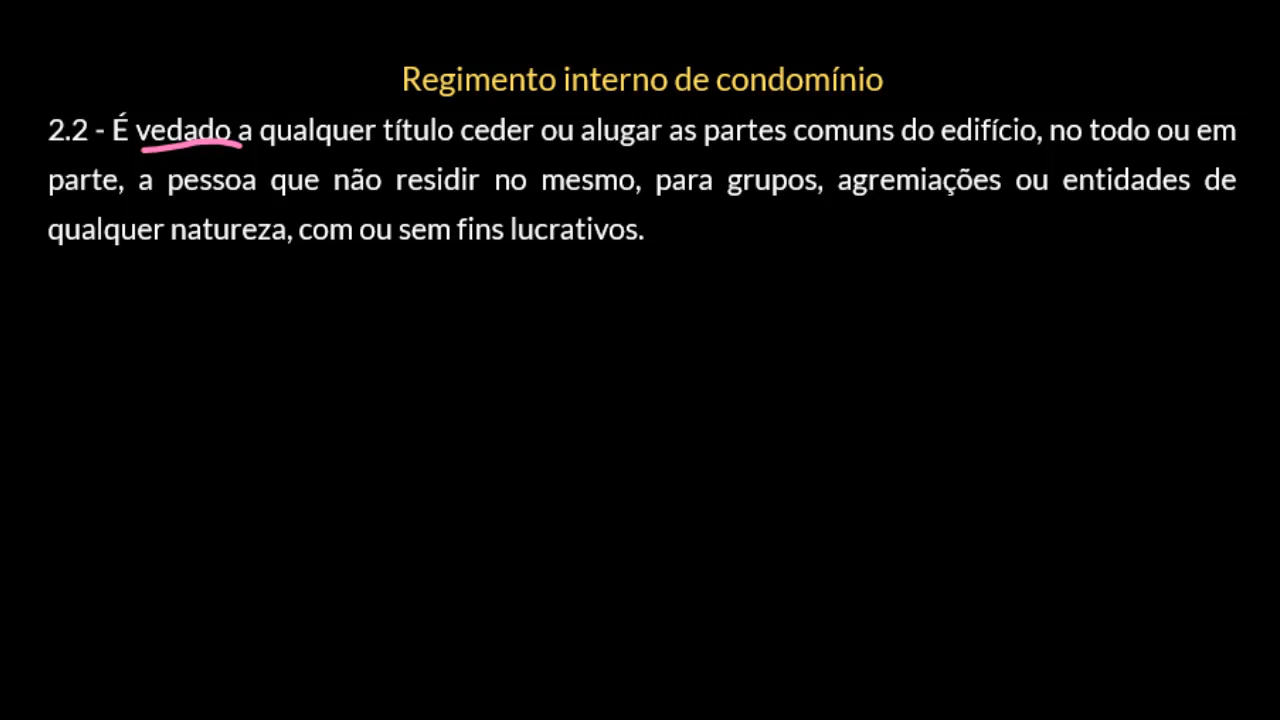 Regimento interno de condomínio
2.2 - É vedado a qualquer título ceder ou alugar as partes comuns do edifício, no todo ou em
parte, a pessoa que não residir no mesmo, para grupos, agremiações ou entidades de
qualquer natureza, com ou sem fins lucrativos.